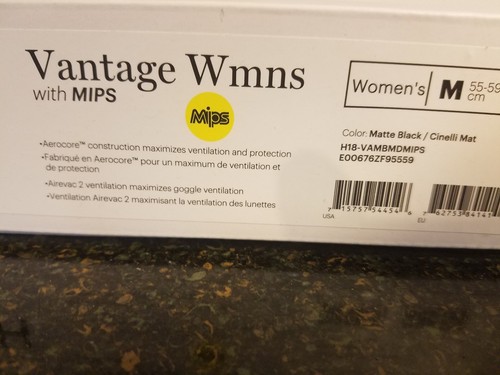 Vantage Wmns
with MIPS
Mips
•Aerocore™ construction maximizes ventilation and protection
•Fabriqué en Aerocore™ pour un maximum de ventilation et
de protection
•Airevac 2 ventilation maximizes goggle ventilation
•Ventilation Airevac 2 maximisant la ventilation des lunettes
Women's M 55-59 cm
Color: Matte Black / Cinelli Mat
H18-VAMBMDMIPS
E00676ZF95559
USA
EU